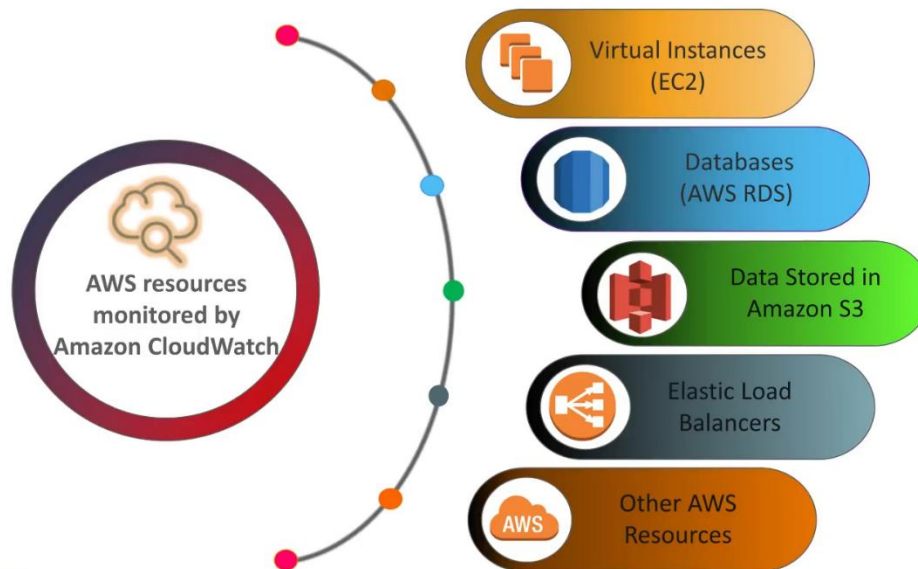 AWS resources
monitored by
Amazon CloudWatch
Virtual Instances
(EC2)
Databases
(AWS RDS)
Data Stored in
Amazon S3
Elastic Load
Balancers
AWS
Other AWS
Resources